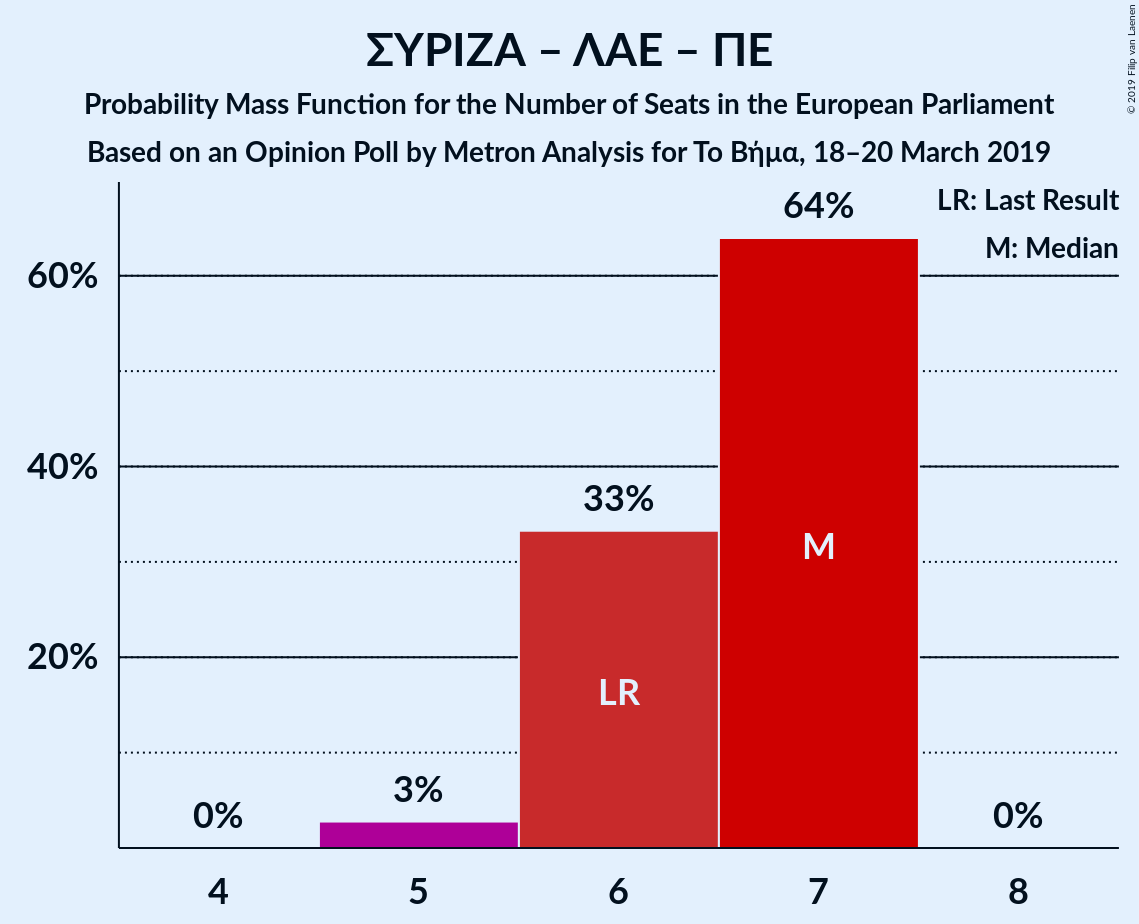 ΣΥΡΙΖΑ – ΛΑΕ – ΠΕ
Probability Mass Function for the Number of Seats in the European Parliament
Based on an Opinion Poll by Metron Analysis for Το Βήμα, 18–20 March 2019
© 2019 Filip van Laenen
LR: Last Result
M: Median
64%
60%
40%
33%
M
20%
LR
3%
0%
0%
4 5 6 7 8